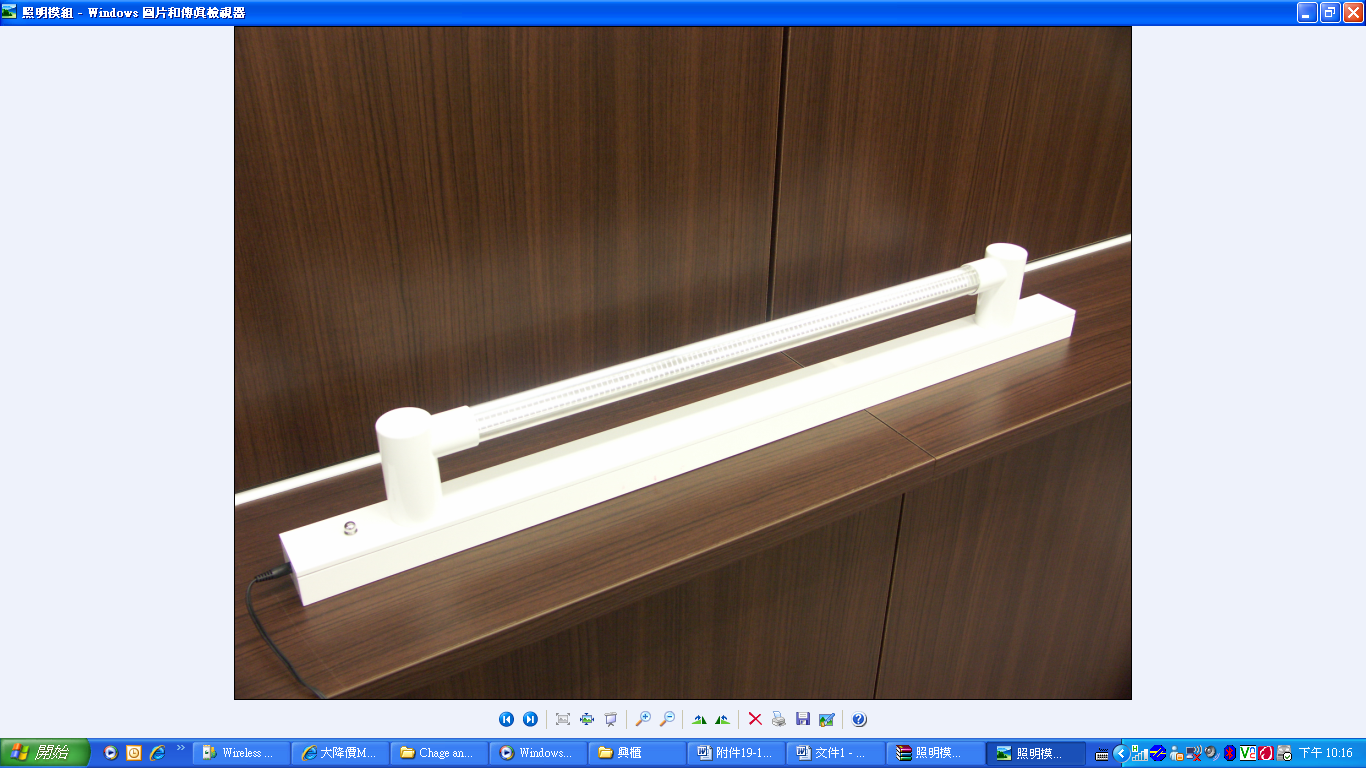 照明模組 - Windows 圖片和傳真檢視器
開始
Wireless ...
大降價M...
Chage an...
Windows...
興櫃
附件19-1...
文件1 - ...
照明模...
照明模...
下午 10:16